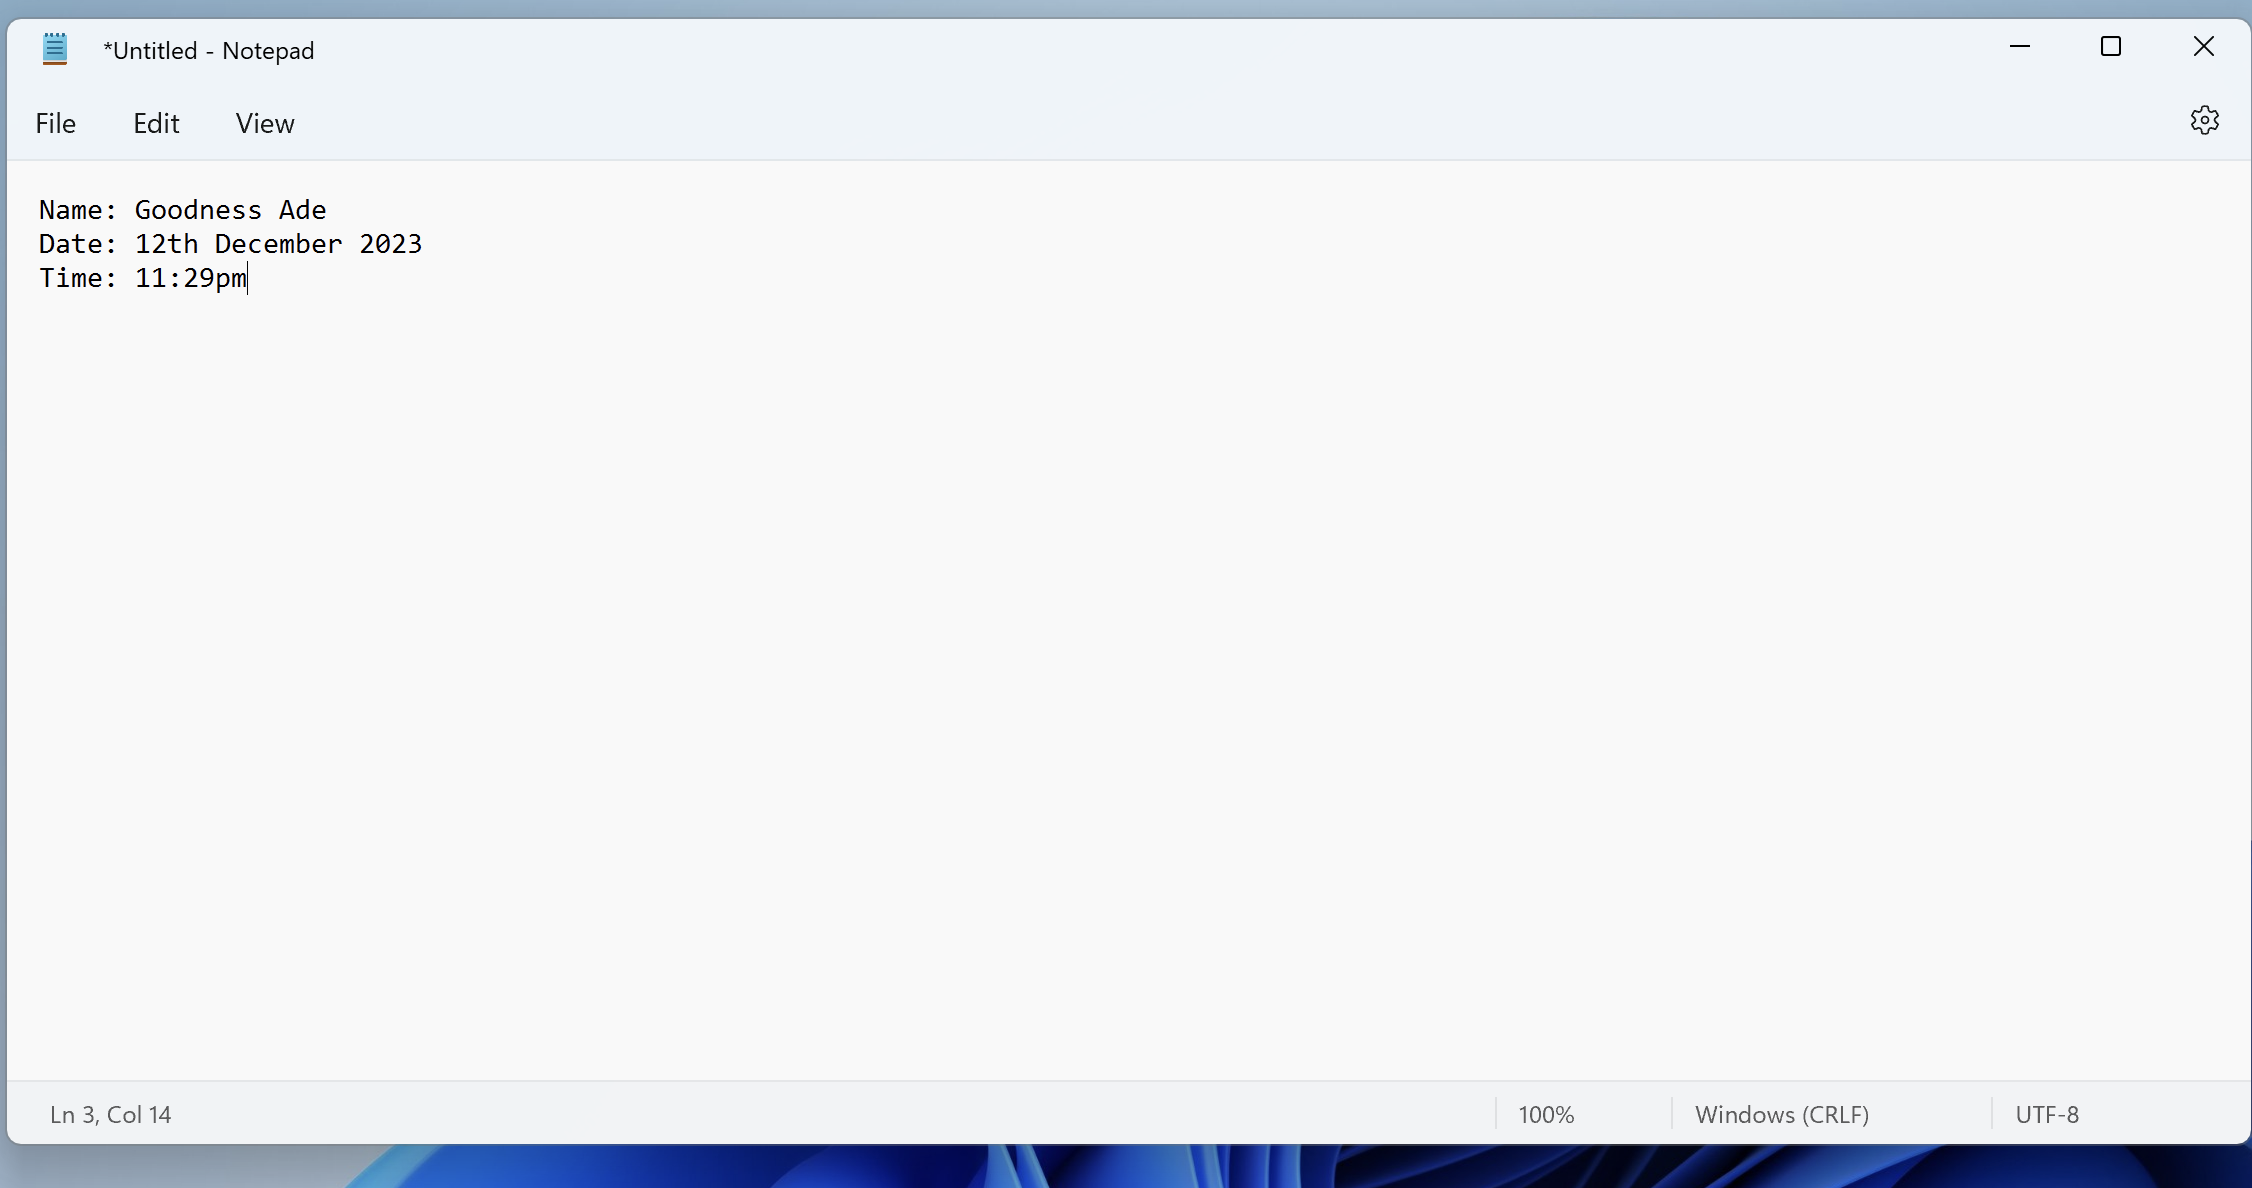 *Untitled - Notepad
File Edit View
Name: Goodness Ade
Date: 12th December 2023
Time: 11:29pm
Ln 3, Col 14 100% Windows (CRLF) UTF-8